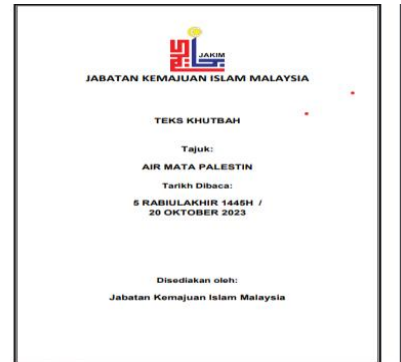 JAKIM
JABATAN KEMAJUAN ISLAM MALAYSIA
TEKS KHUTBAH
Tajuk:
AIR MATA PALESTIN
Tarikh Dibaca:
5 RABIULAKHIR 1445H /
20 OKTOBER 2023
Disediakan oleh:
Jabatan Kemajuan Islam Malaysia